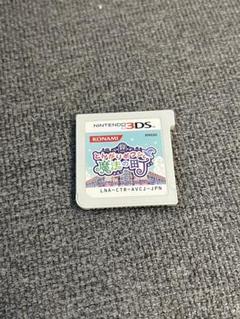 NINTENDO 3DS
KONAMI
とんがりボウシと
魔法の町
LNA-CTR-AVCJ-JPN